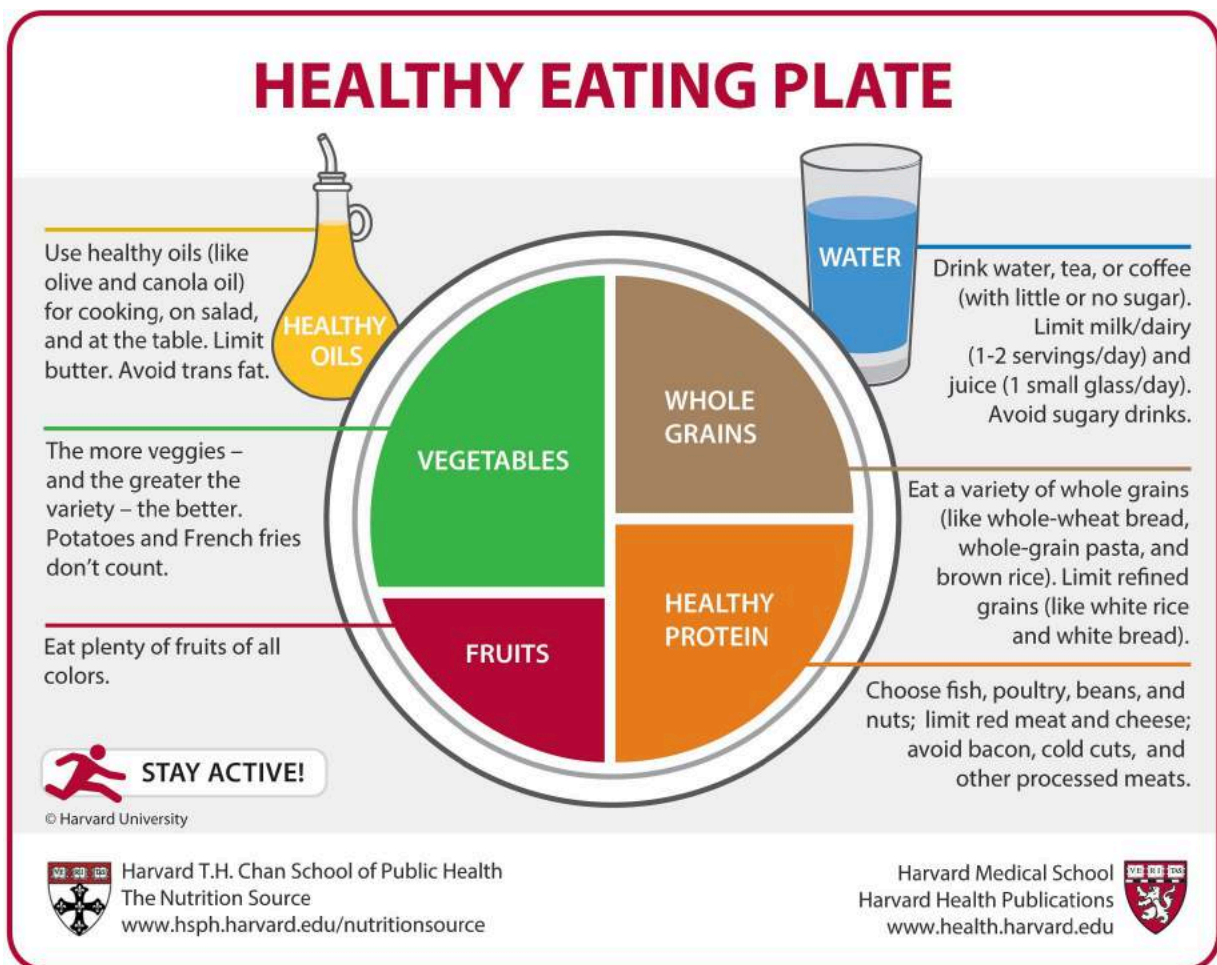 HEALTHY EATING PLATE
Use healthy oils (like
olive and canola oil)
for cooking, on salad,
and at the table. Limit
butter. Avoid trans fat.
HEALTHY
OILS
The more veggies –
and the greater the
variety – the better.
Potatoes and French fries
don't count.
Eat plenty of fruits of all
colors.
VEGETABLES
FRUITS
WHOLE
GRAINS
HEALTHY
PROTEIN
WATER
Drink water, tea, or coffee
(with little or no sugar).
Limit milk/dairy
(1-2 servings/day) and
juice (1 small glass/day).
Avoid sugary drinks.
Eat a variety of whole grains
(like whole-wheat bread,
whole-grain pasta, and
brown rice). Limit refined
grains (like white rice
and white bread).
Choose fish, poultry, beans, and
nuts; limit red meat and cheese;
avoid bacon, cold cuts, and
other processed meats.
STAY ACTIVE!
© Harvard University
VE RI TAS
Harvard T.H. Chan School of Public Health
The Nutrition Source
www.hsph.harvard.edu/nutritionsource
Harvard Medical School
Harvard Health Publications
www.health.harvard.edu
VE RI TAS